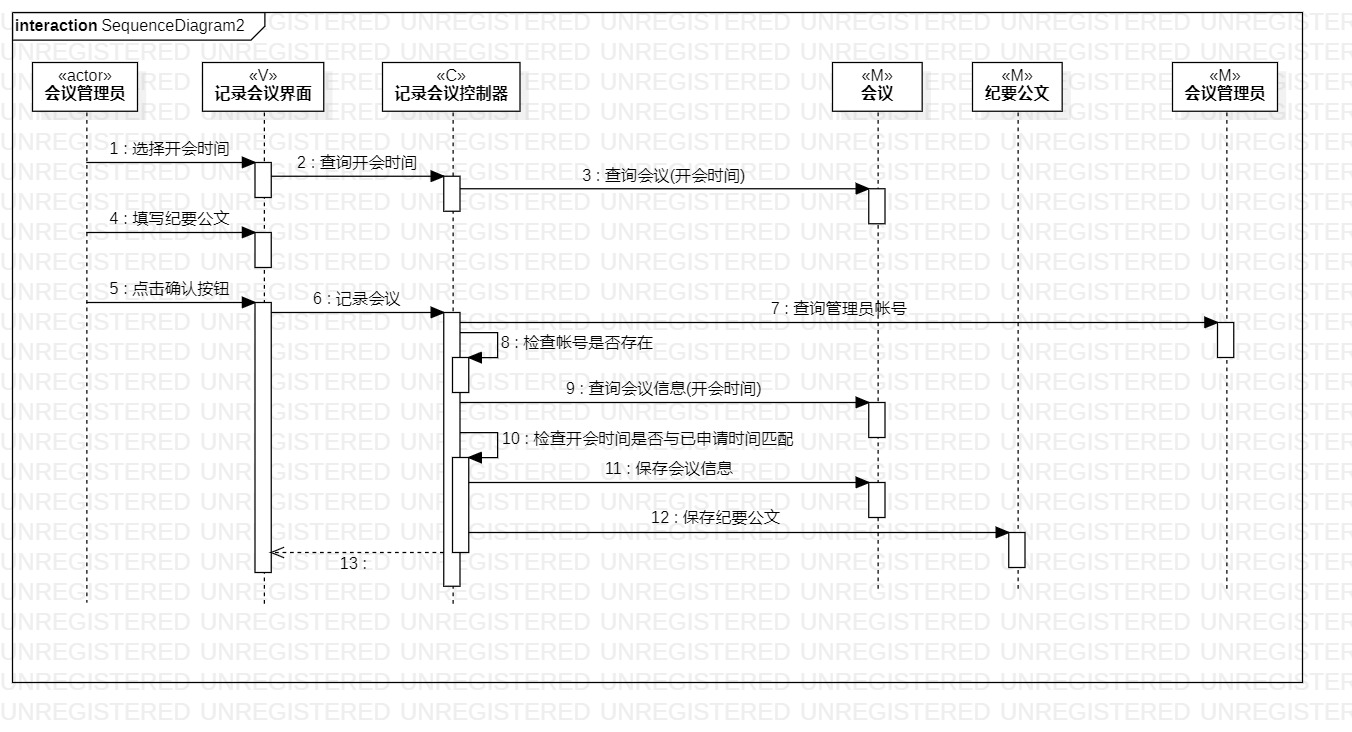 interaction SequenceDiagram2
«actor»
会议管理员
«V»
记录会议界面
«C»
记录会议控制器
«M»
会议
«M»
纪要公文
«M»
会议管理员
1 : 选择开会时间
2 : 查询开会时间
3 : 查询会议(开会时间)
4 : 填写纪要公文
5 : 点击确认按钮
6 : 记录会议
7 : 查询管理员帐号
8 : 检查帐号是否存在
9 : 查询会议信息(开会时间)
10 : 检查开会时间是否与已申请时间匹配
11 : 保存会议信息
12 : 保存纪要公文
13 :
UNREGISTERED UNREGISTERED UNREGISTERED UNREGISTERED UNREGISTERED UNREGISTERED UNREGISTERED